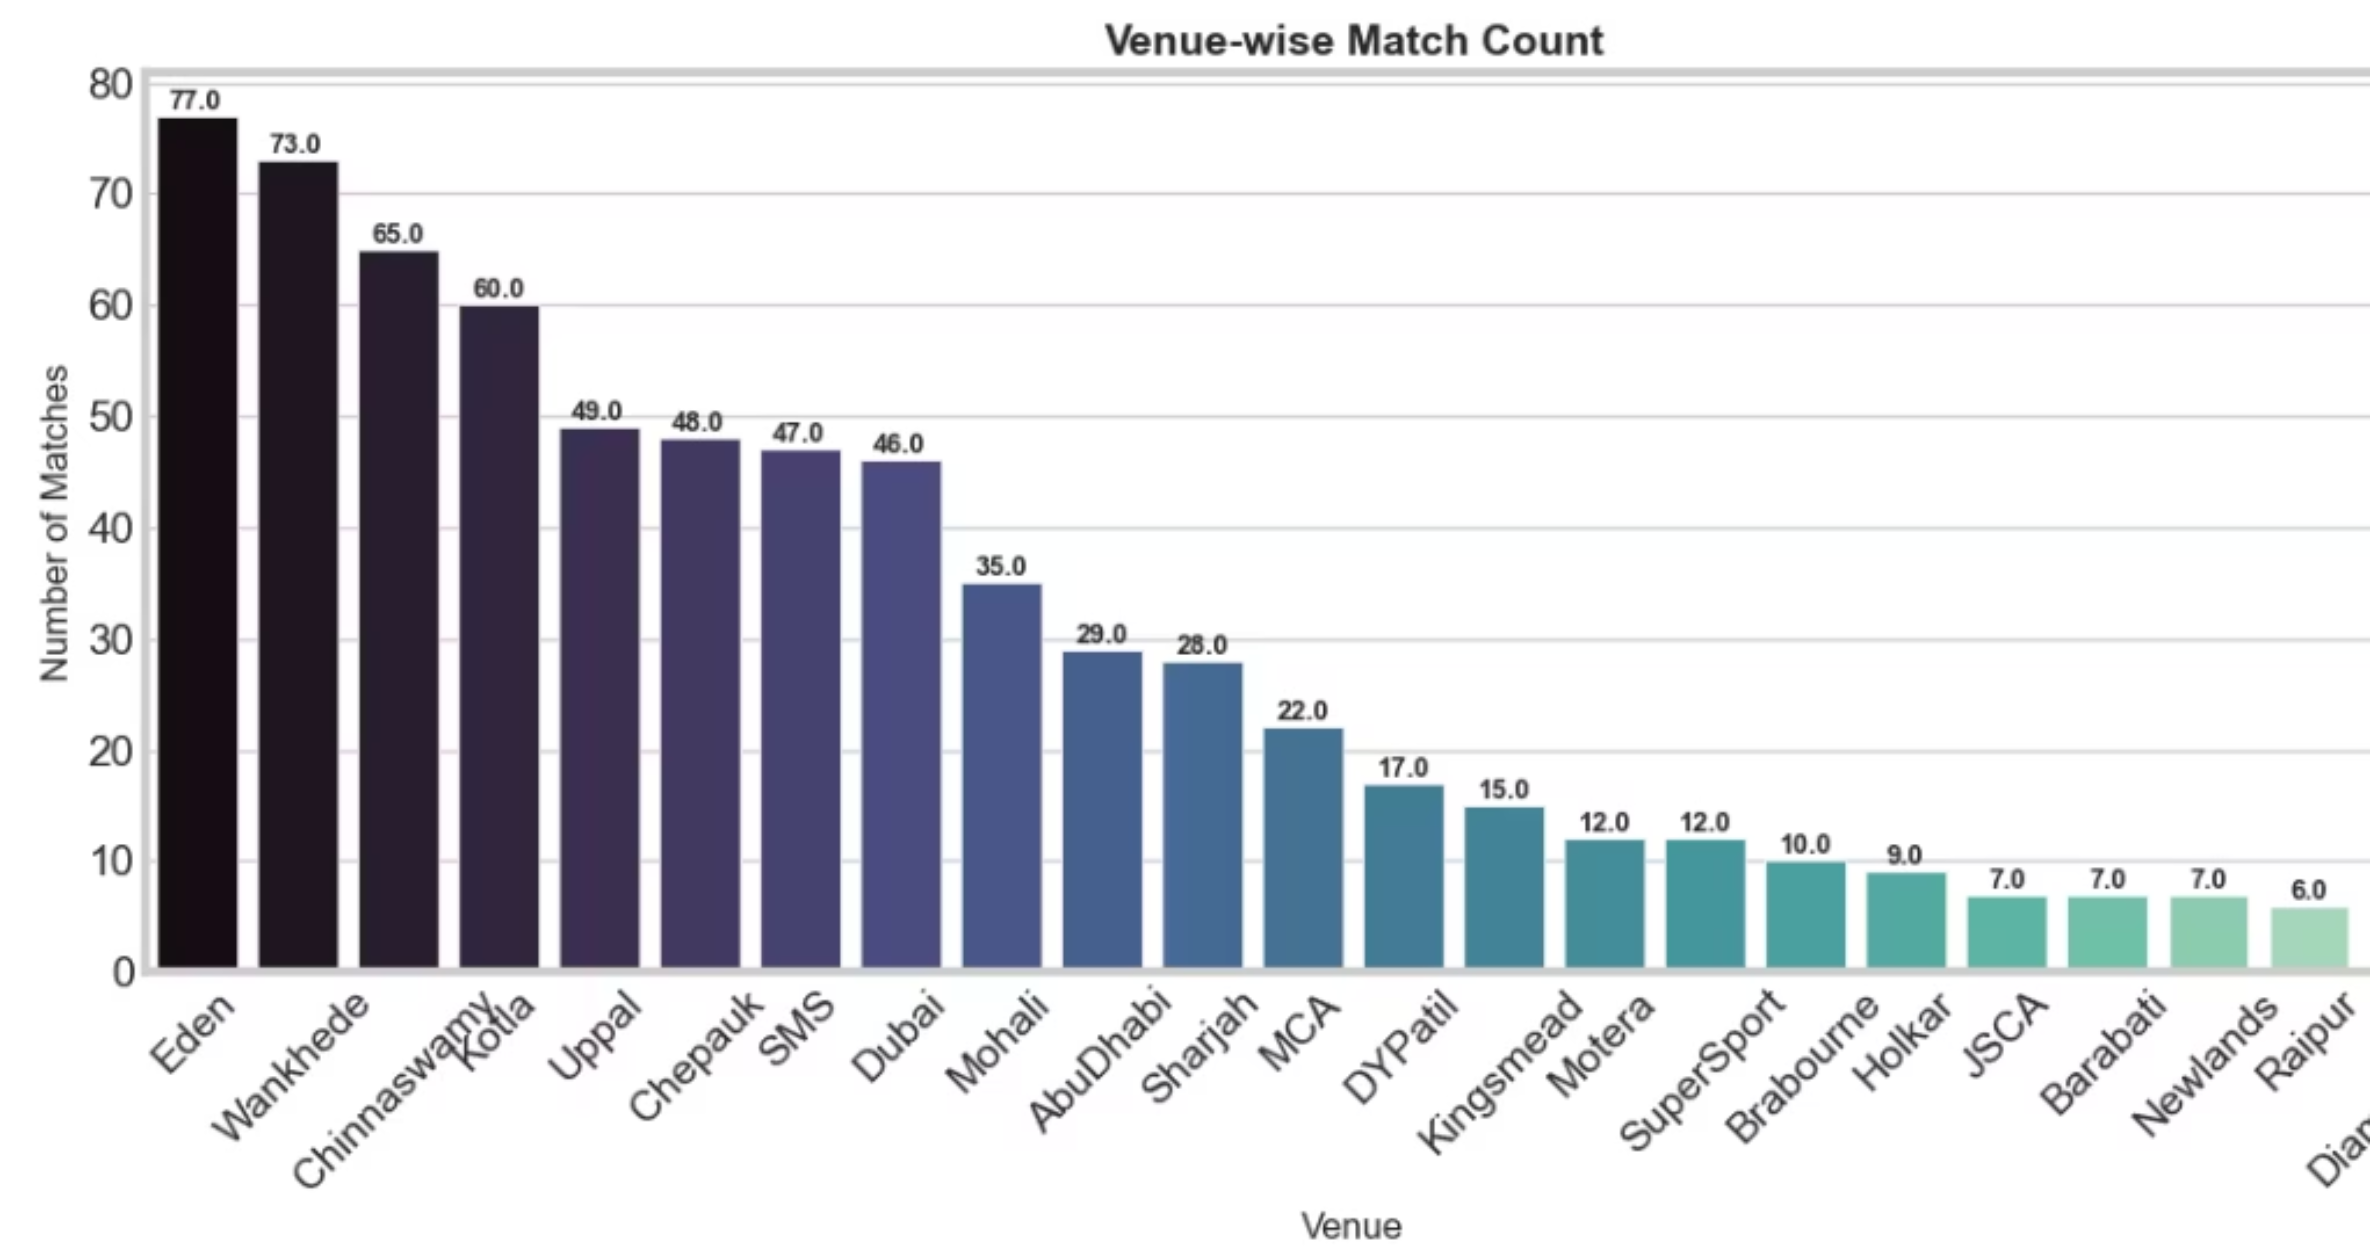 Venue-wise Match Count
Number of Matches
80
70
60
50
40
30
20
10
0
77.0
73.0
65.0
60.0
49.0
48.0
47.0
46.0
35.0
29.0
28.0
22.0
17.0
15.0
12.0
12.0
10.0
9.0
7.0
7.0
7.0
6.0
Eden
Wankhede
Chinnaswamy
Kotla
Uppal
Chepauk
SMS
Dubai
Mohali
AbuDhabi
Sharjah
MCA
DYPatil
Kingsmead
Motera
SuperSport
Brabourne
Holkar
JSCA
Barabati
Newlands
Raipur
Venue